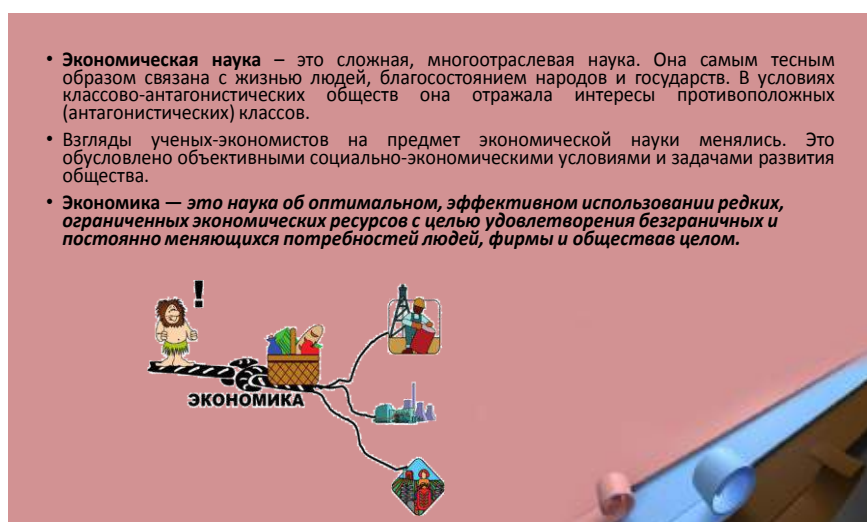 • Экономическая наука – это сложная, многоотраслевая наука. Она самым тесным
образом связана с жизнью людей, благосостоянием народов и государств. В условиях
классово-антагонистических обществ она отражала интересы противоположных
(антагонистических) классов.
• Взгляды ученых-экономистов на предмет экономической науки менялись. Это
обусловлено объективными социально-экономическими условиями и задачами развития
общества.
• Экономика — это наука об оптимальном, эффективном использовании редких,
ограниченных экономических ресурсов с целью удовлетворения безграничных и
постоянно меняющихся потребностей людей, фирмы и обществав целом.
!
ЭКОНОМИКА